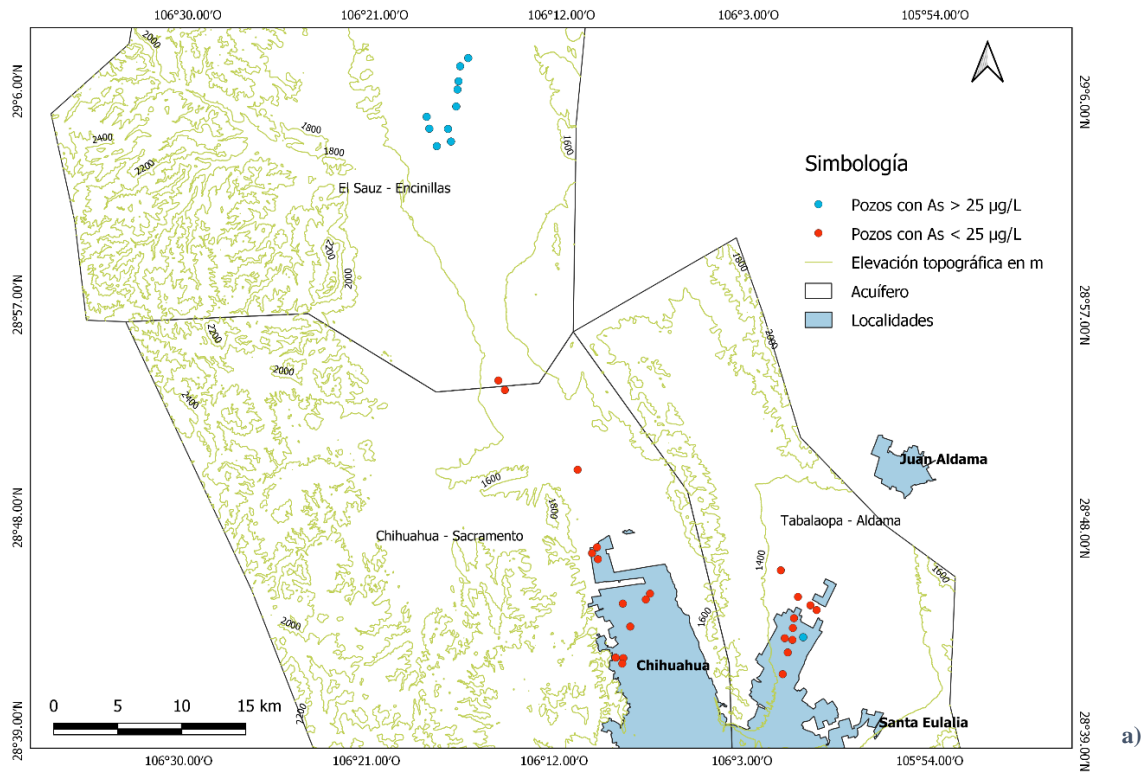 106°30.00'O 106°21.00'O 106°12.00'O 106°3.00'O 105°54.00'O
29°6.00'N
29°6.00'N
2000
2400
2200
1800
1800
1600
El Sauz - Encinillas
Simbología
Pozos con As > 25 µg/L
Pozos con As < 25 µg/L
Elevación topográfica en m
Acuífero
Localidades
2200
2000
1800
2000
28°57.00'N
28°57.00'N
2200
2000
2400
Juan Aldama
1600
1800
Chihuahua - Sacramento
Tabalaopa - Aldama
28°48.00'N
28°48.00'N
1400
1600
1600
2000
2200
Chihuahua
Santa Eulalia
0 5 10 15 km
28°39.00'N
28°39.00'N
a)
106°30.00'O 106°21.00'O 106°12.00'O 106°3.00'O 105°54.00'O